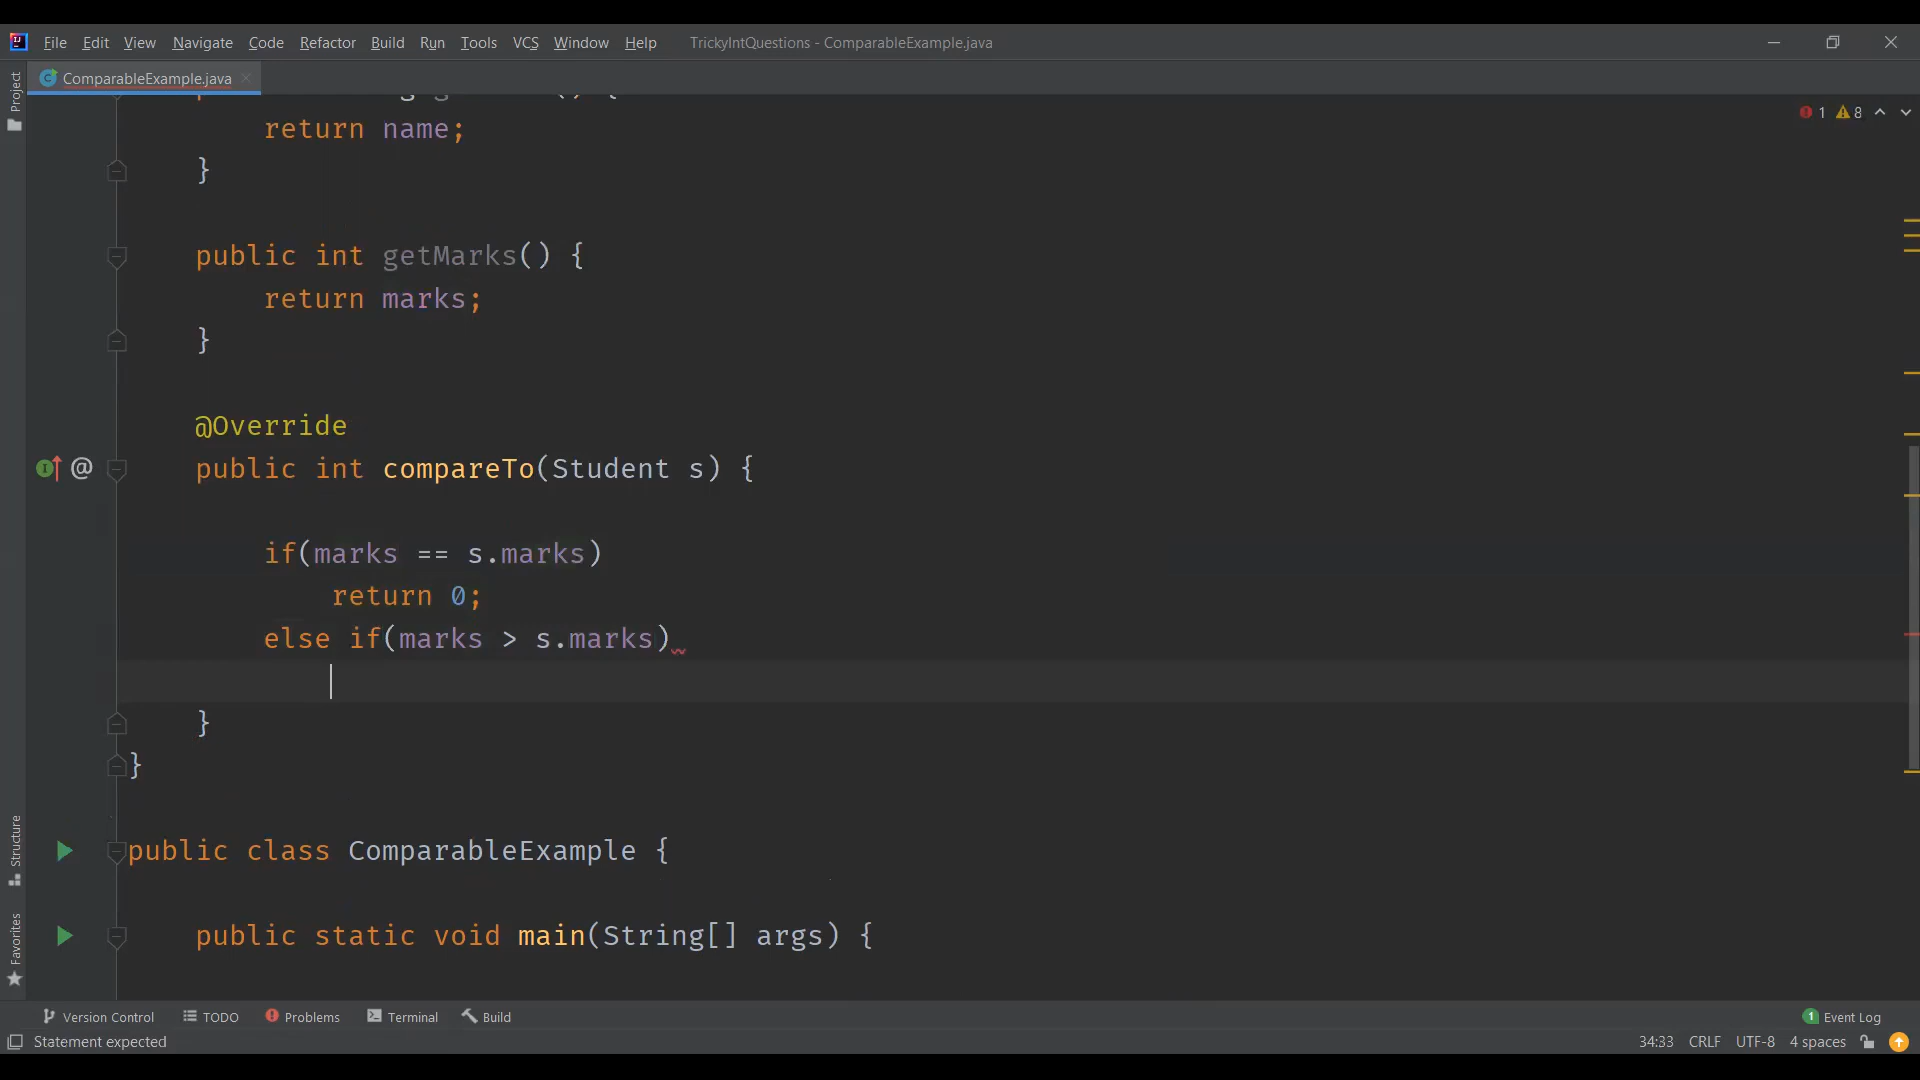 File Edit View Navigate Code Refactor Build Run Tools VCS Window Help TrickyIntQuestions - ComparableExample.java
ComparableExample.java
Project
1 8
return name;
}
public int getMarks() {
return marks;
}
@Override
@ public int compareTo(Student s) {
if(marks == s.marks)
return 0;
else if(marks > s.marks)
}
}
public class ComparableExample {
public static void main(String[] args) {
Structure
Favorites
Version Control TODO Problems Terminal Build 1 Event Log
Statement expected 34:33 CRLF UTF-8 4 spaces